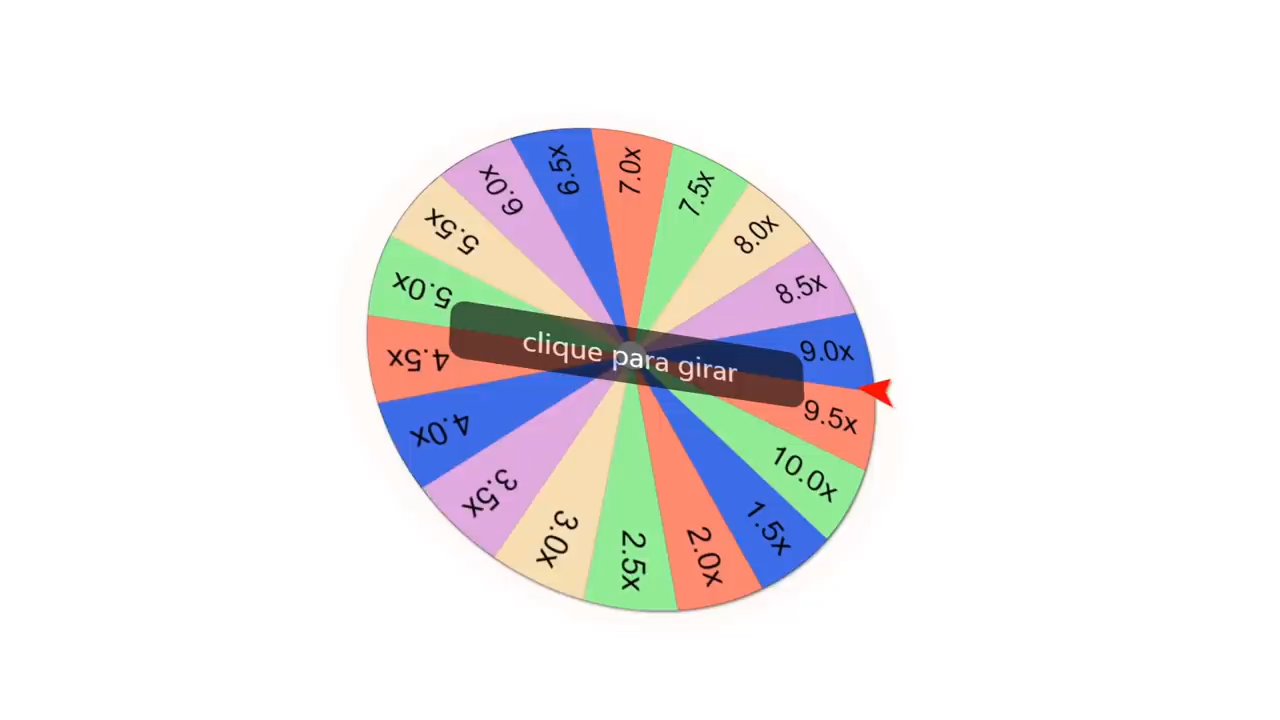 6.5x
7.0x
7.5x
8.0x
8.5x
9.0x
9.5x
10.0x
1.5x
2.0x
2.5x
3.0x
3.5x
4.0x
4.5x
5.0x
5.5x
6.0x
clique para girar